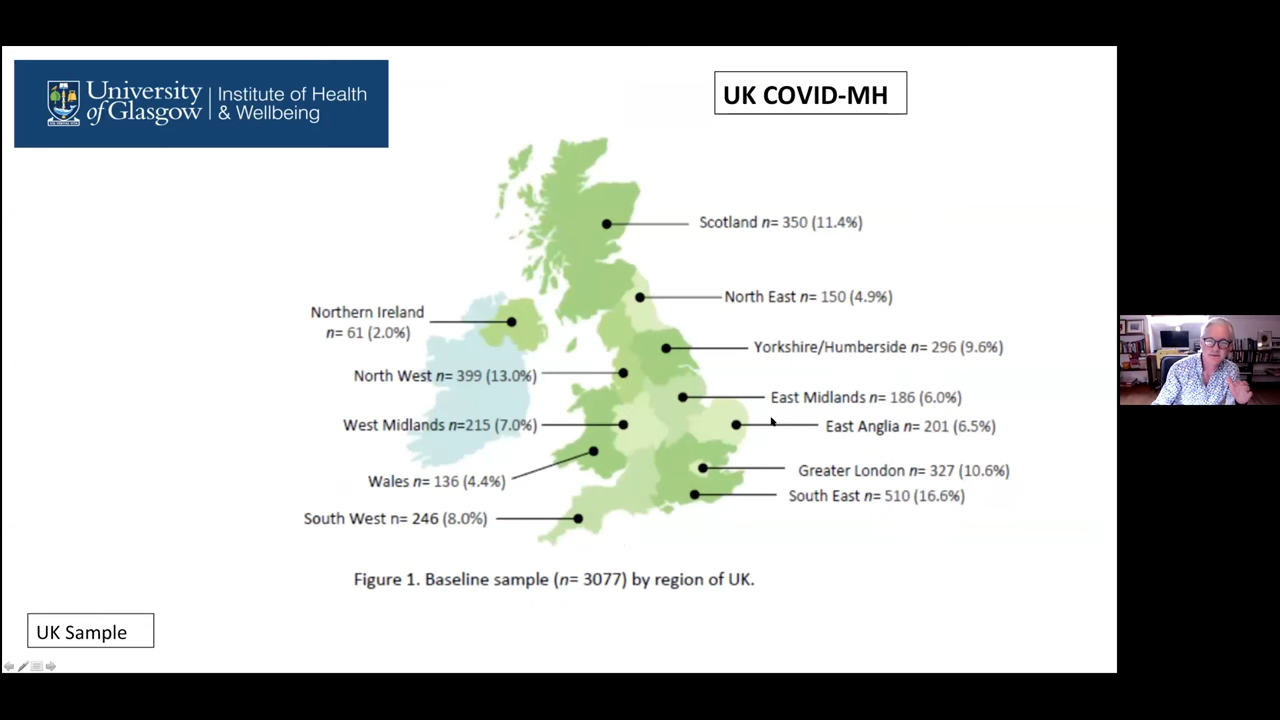 University
of Glasgow
Institute of Health
& Wellbeing
UK COVID-MH
Scotland n= 350 (11.4%)
North East n= 150 (4.9%)
Northern Ireland
n= 61 (2.0%)
Yorkshire/Humberside n= 296 (9.6%)
North West n= 399 (13.0%)
East Midlands n= 186 (6.0%)
West Midlands n=215 (7.0%)
East Anglia n= 201 (6.5%)
Greater London n= 327 (10.6%)
Wales n= 136 (4.4%)
South East n= 510 (16.6%)
South West n= 246 (8.0%)
Figure 1. Baseline sample (n= 3077) by region of UK.
UK Sample